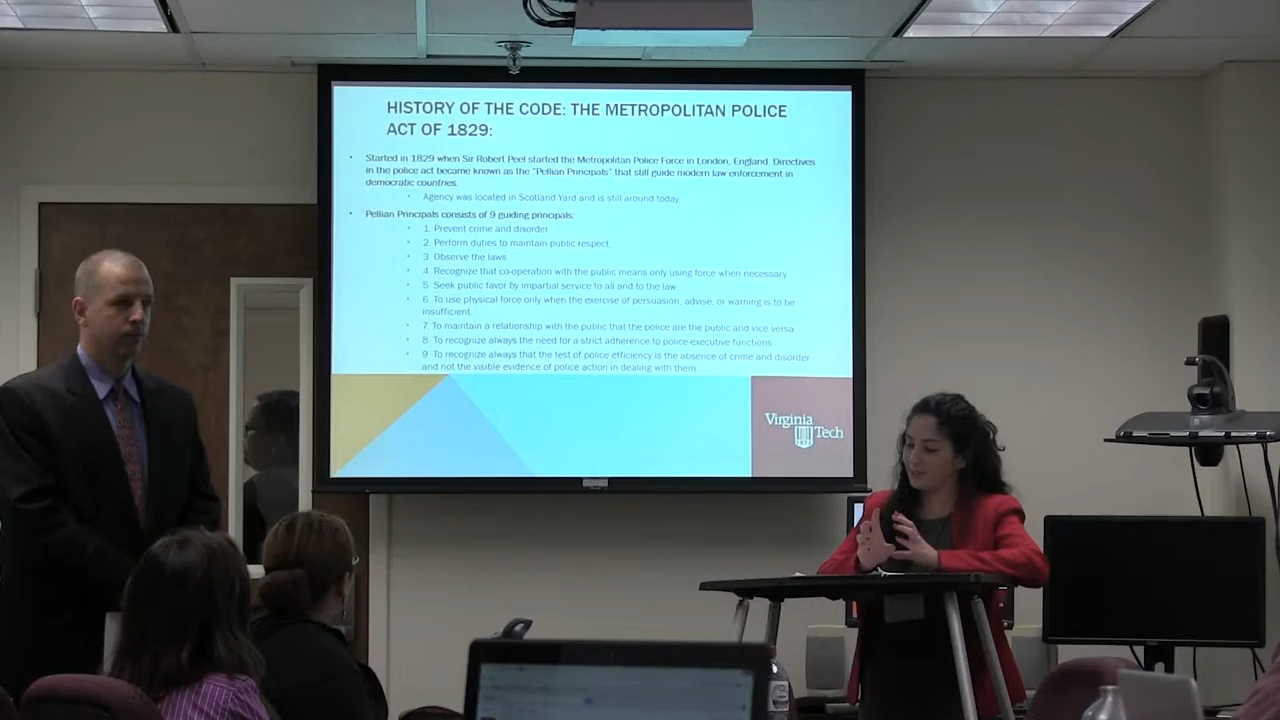 HISTORY OF THE CODE: THE METROPOLITAN POLICE
ACT OF 1829:
• Started in 1829 when Sir Robert Peel started the Metropolitan Police Force in London, England. Directives
in the police act became known as the "Pellian Principals" that still guide modern law enforcement in
democratic countries.
• Agency was located in Scotland Yard and is still around today
• Pellian Principals consists of 9 guiding principals:
• 1. Prevent crime and disorder
• 2. Perform duties to maintain public respect.
• 3. Observe the laws
• 4. Recognize that co-operation with the public means only using force when necessary
• 5. Seek public favor by impartial service to all and to the law
• 6. To use physical force only when the exercise of persuasion, advise, or warning is to be
insufficient.
• 7. To maintain a relationship with the public that the police are the public and vice versa
• 8. To recognize always the need for a strict adherence to police-executive functions
• 9. To recognize always that the test of police efficiency is the absence of crime and disorder
and not the visible evidence of police action in dealing with them
Virginia
Tech